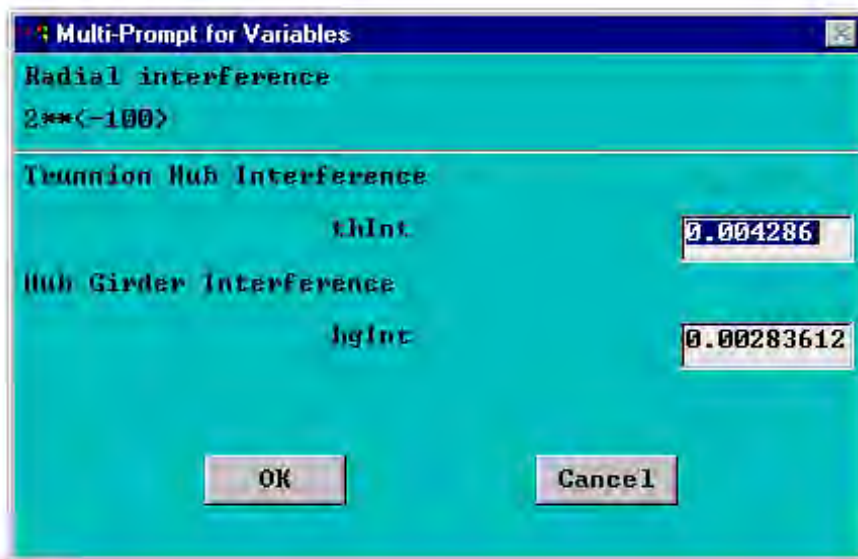 Multi-Prompt for Variables
Radial interference
2**<-100>
Trunnion Hub Interference
thInt 0.004286
Hub Girder Interference
hgInt 0.00283612
OK Cancel